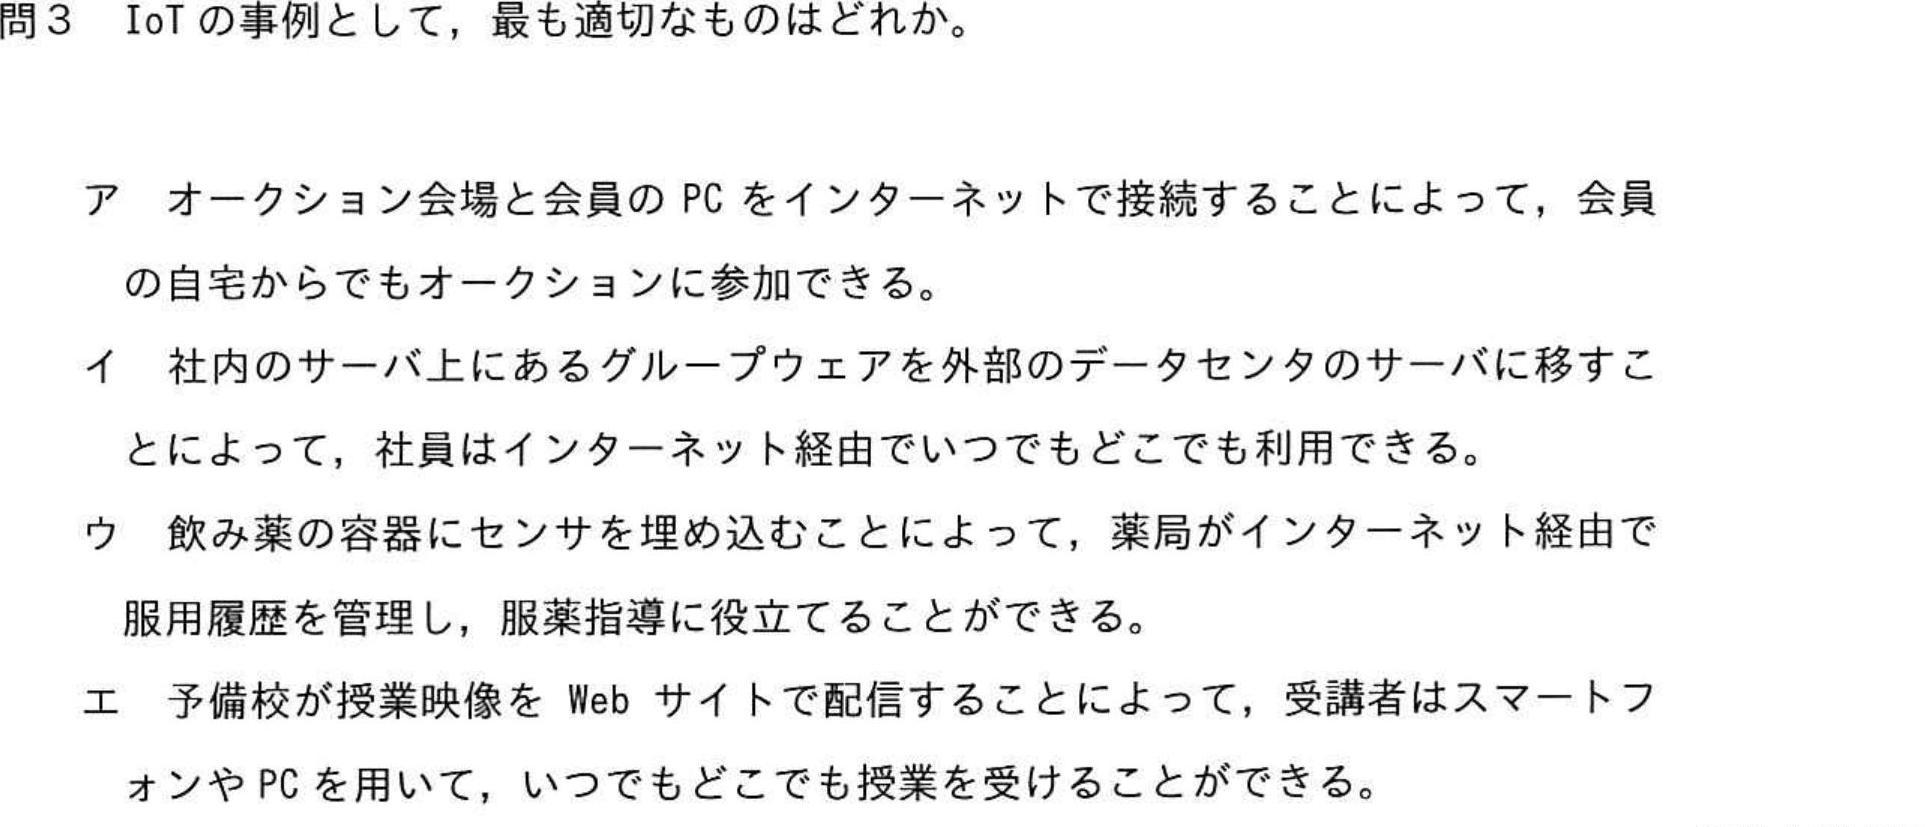 問３　IoT の事例として，最も適切なものはどれか。
ア　オークション会場と会員の PC をインターネットで接続することによって，会員
の自宅からでもオークションに参加できる。
イ　社内のサーバ上にあるグループウェアを外部のデータセンタのサーバに移すこ
とによって，社員はインターネット経由でいつでもどこでも利用できる。
ウ　飲み薬の容器にセンサを埋め込むことによって，薬局がインターネット経由で
服用履歴を管理し，服薬指導に役立てることができる。
エ　予備校が授業映像を Web サイトで配信することによって，受講者はスマートフ
ォンや PC を用いて，いつでもどこでも授業を受けることができる。